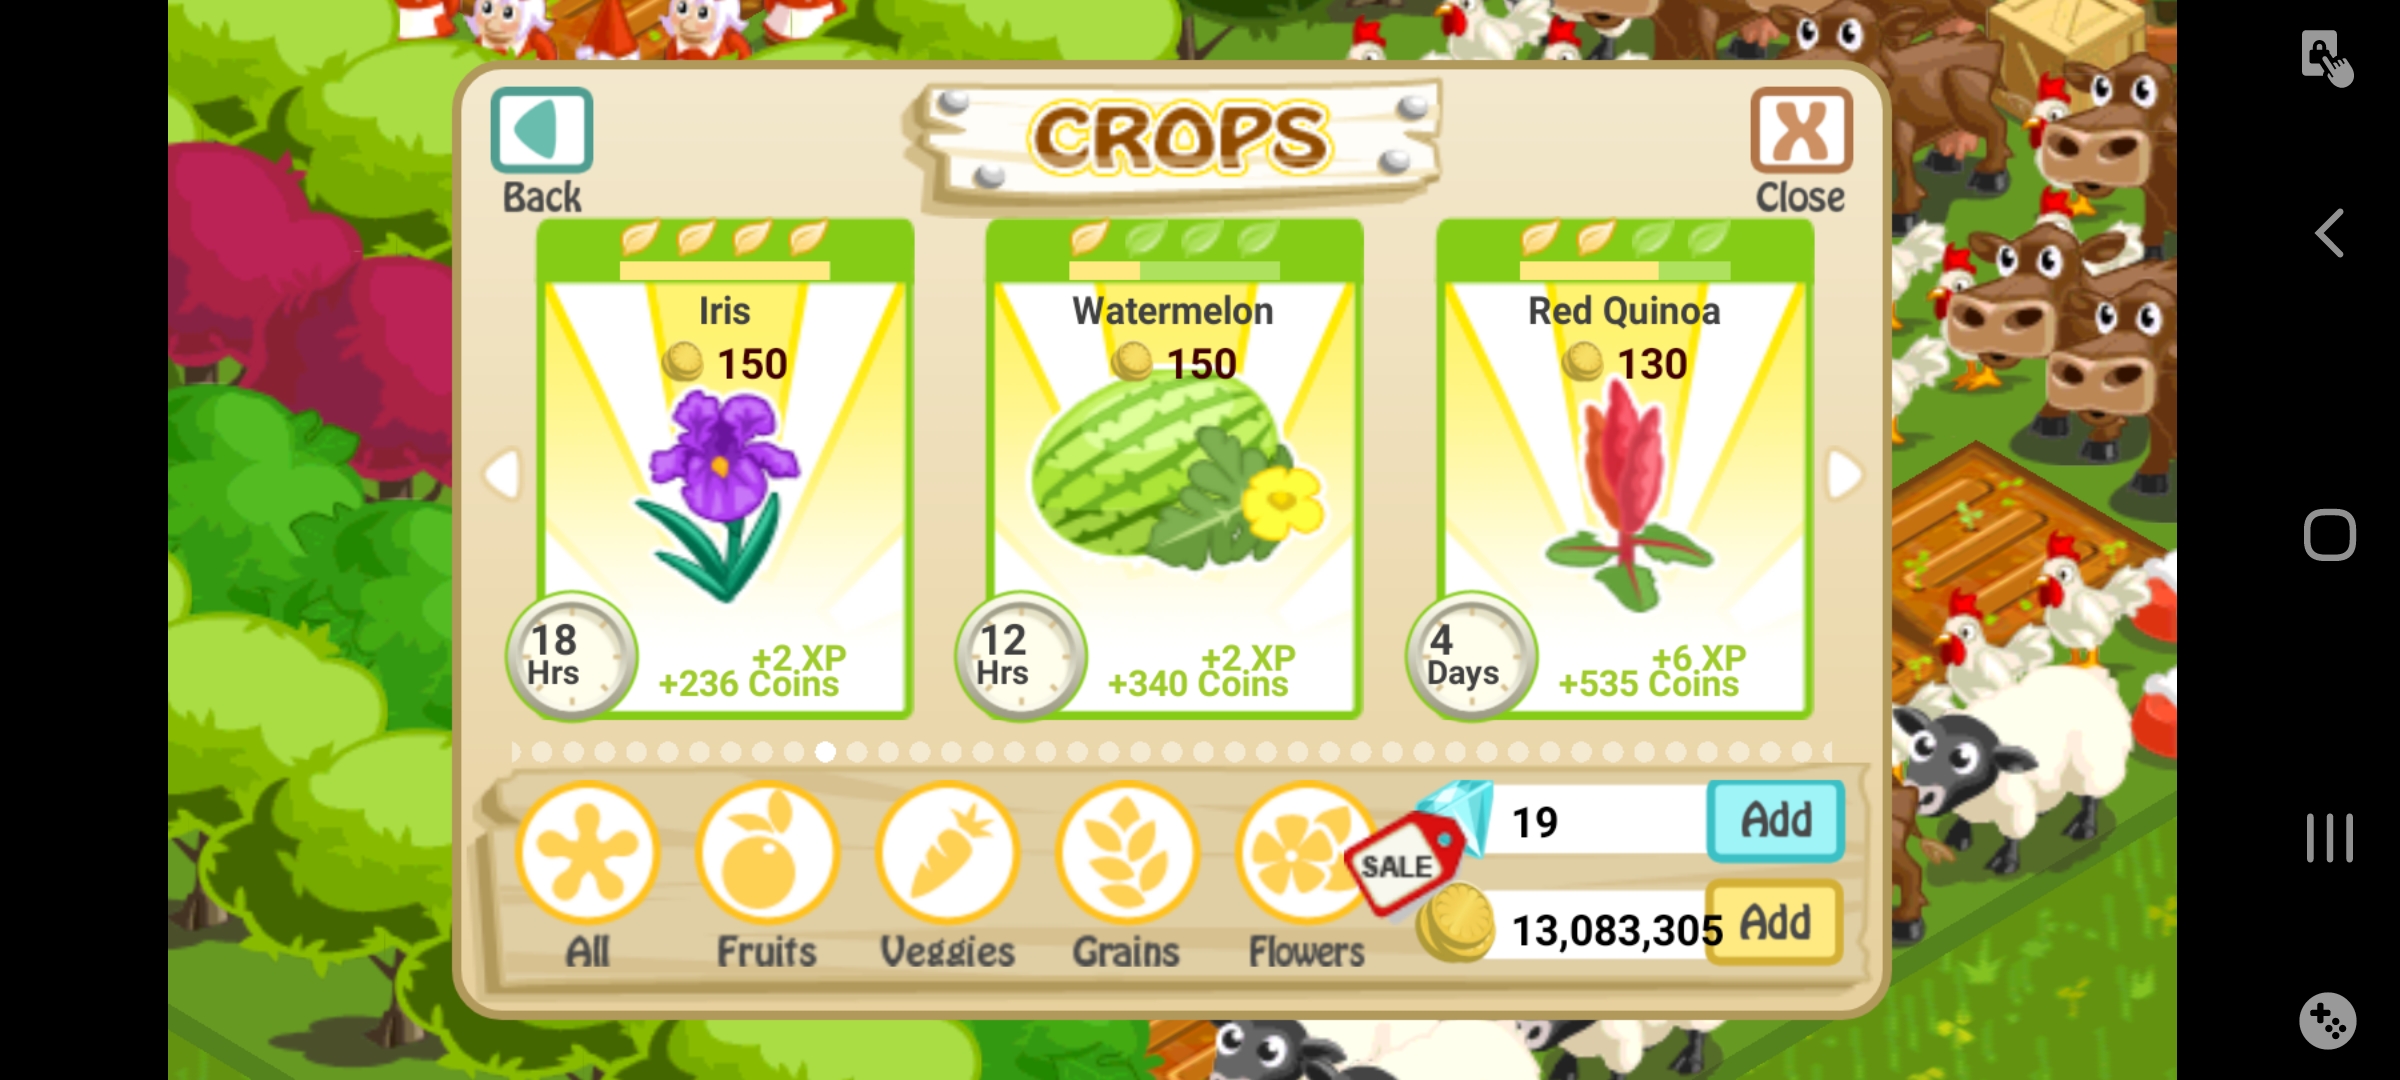 CROPS
Back
Close
Iris
150
18
Hrs
+2 XP
+236 Coins
Watermelon
150
12
Hrs
+2 XP
+340 Coins
Red Quinoa
130
4
Days
+6 XP
+535 Coins
All
Fruits
Veggies
Grains
Flowers
SALE
19
Add
13,083,305
Add